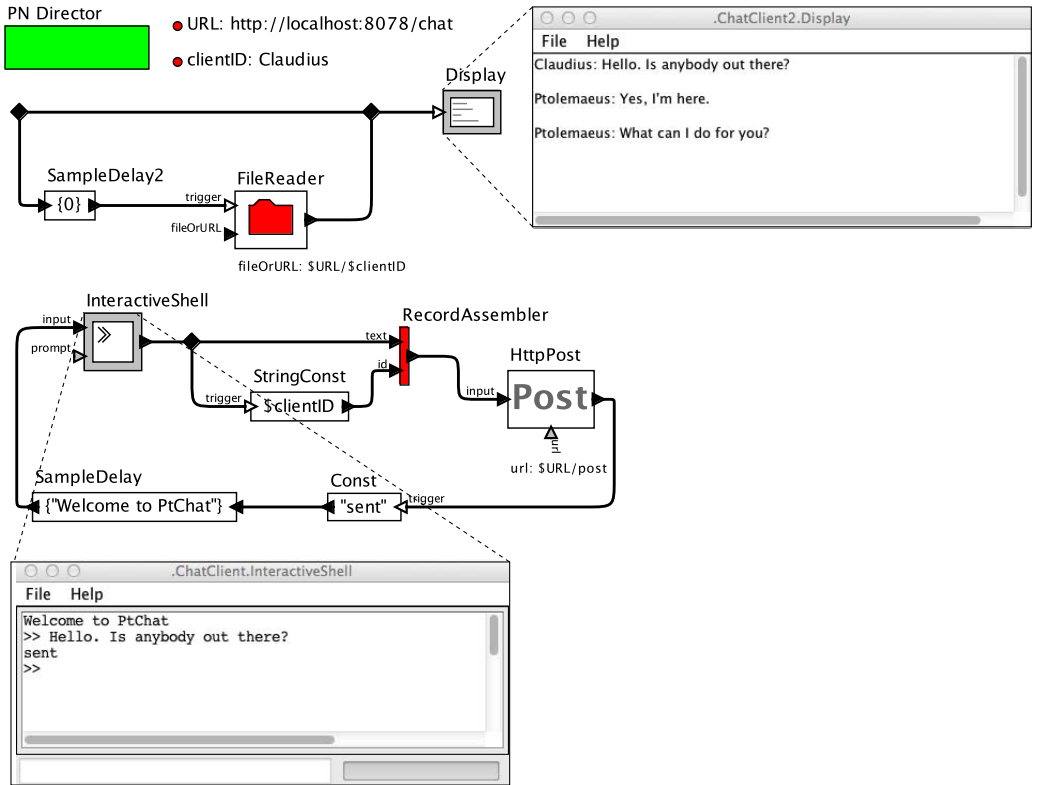 PN Director
URL: http://localhost:8078/chat
clientID: Claudius
Display
.ChatClient2.Display
File Help
Claudius: Hello. Is anybody out there?
Ptolemaeus: Yes, I'm here.
Ptolemaeus: What can I do for you?
SampleDelay2
{0}
FileReader
trigger
fileOrURL
fileOrURL: $URL/$clientID
InteractiveShell
input
prompt
>>
RecordAssembler
text
id
StringConst
trigger
$clientID
HttpPost
input
Post
url
url: $URL/post
SampleDelay
{"Welcome to PtChat"}
Const
"sent"
trigger
.ChatClient.InteractiveShell
File Help
Welcome to PtChat
>> Hello. Is anybody out there?
sent
>>